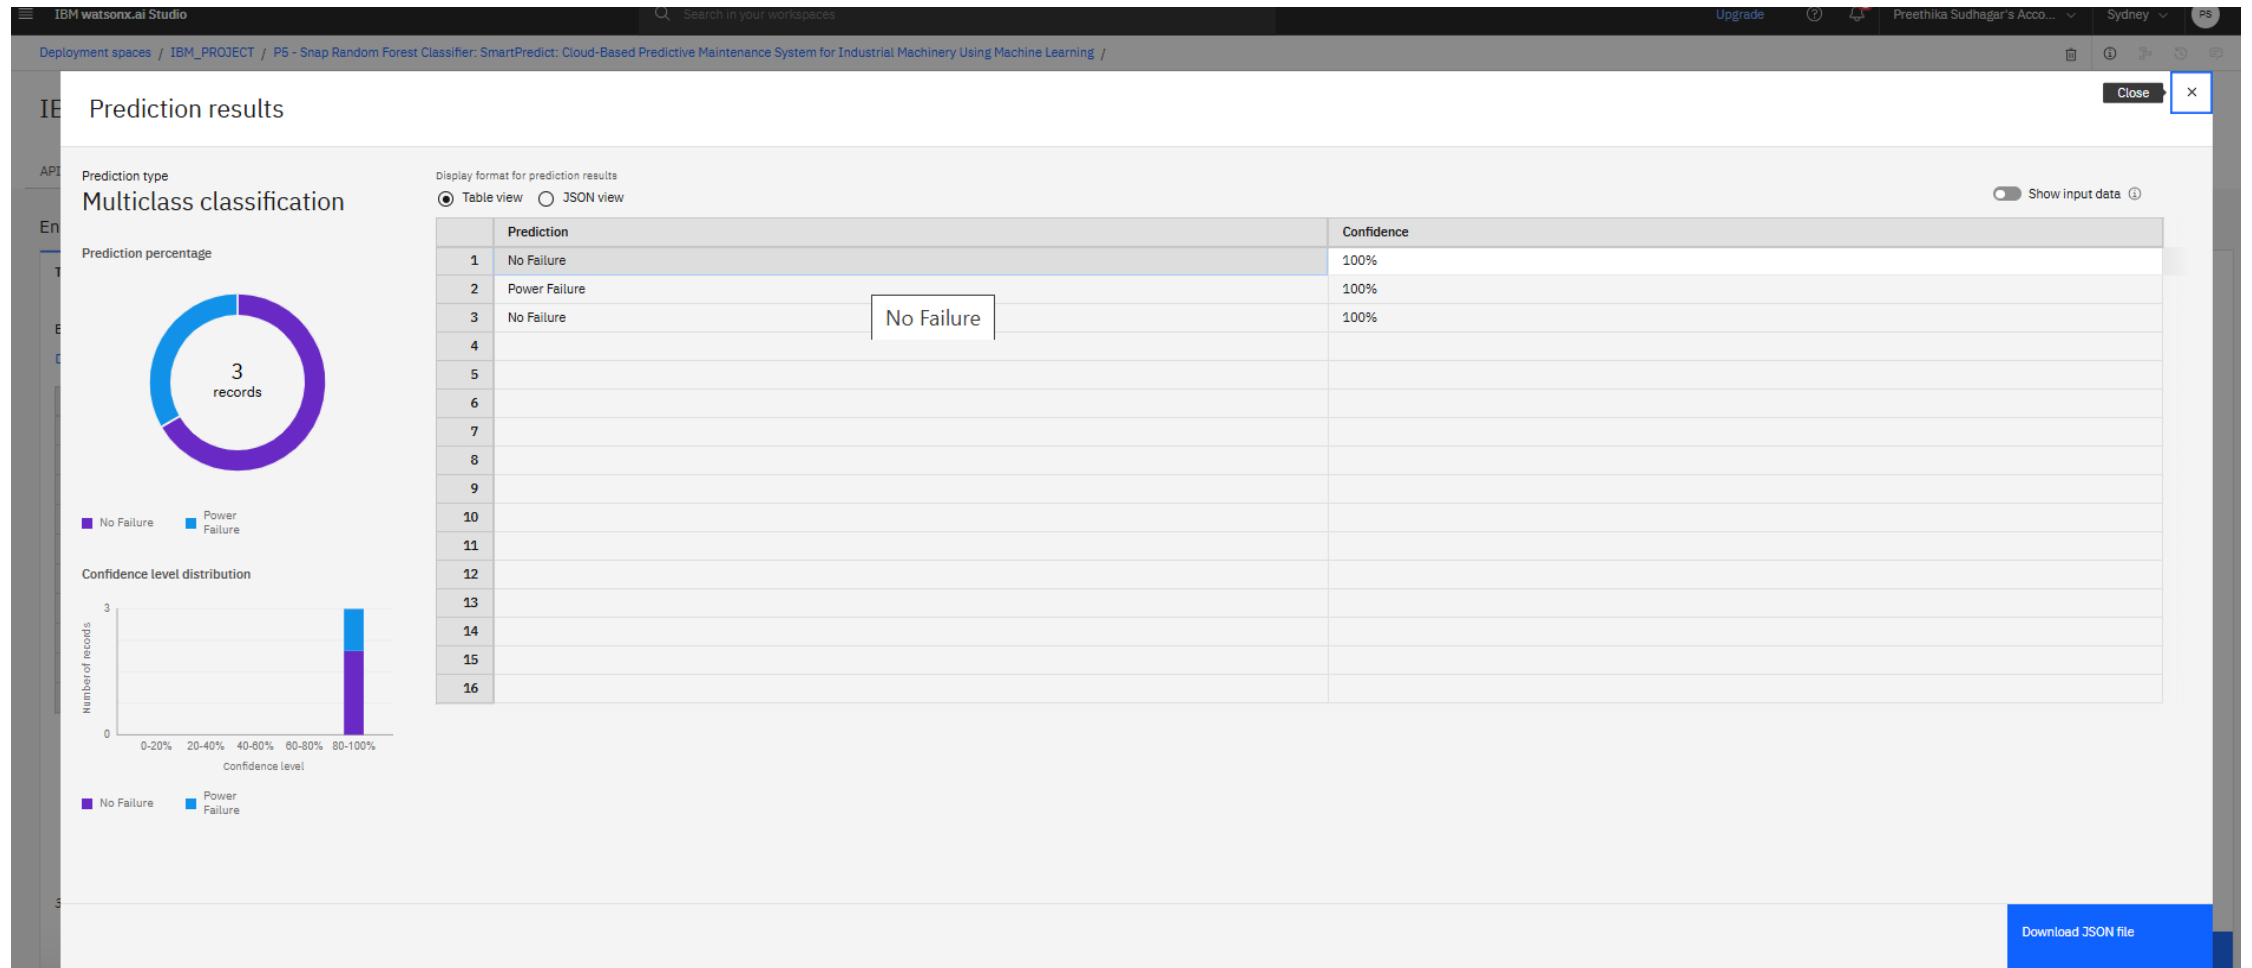 IBM watsonx.ai Studio
Search in your workspaces
Upgrade
Preethika Sudhagar's Acco...
Sydney
PS
Deployment spaces / IBM_PROJECT / P5 - Snap Random Forest Classifier: SmartPredict: Cloud-Based Predictive Maintenance System for Industrial Machinery Using Machine Learning /
IE
Prediction results
Close
API
Prediction type
Multiclass classification
Display format for prediction results
Table view
JSON view
Show input data
En
Prediction percentage
3
records
No Failure
Power
Failure
Prediction Confidence
1 No Failure 100%
2 Power Failure 100%
3 No Failure 100%
No Failure
4
5
6
7
8
9
10
11
12
13
14
15
16
Confidence level distribution
3
Number of records
0
0-20% 20-40% 40-60% 60-80% 80-100%
Confidence level
No Failure
Power
Failure
Download JSON file